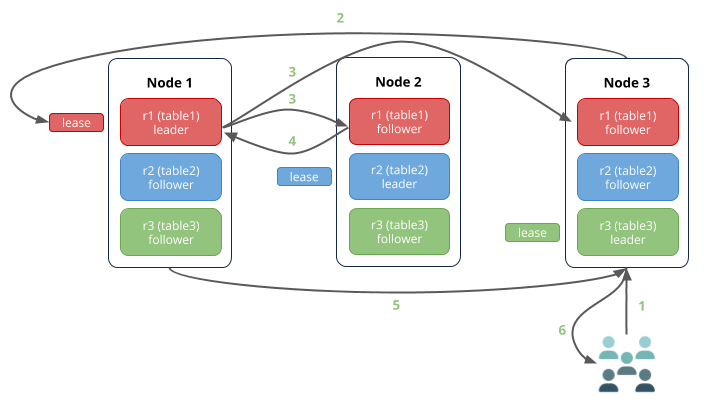 2
Node 1
Node 2
Node 3
3
3
4
lease
r1 (table1)
leader
r2 (table2)
follower
r3 (table3)
follower
lease
r1 (table1)
follower
r2 (table2)
leader
r3 (table3)
follower
lease
r1 (table1)
follower
r2 (table2)
follower
r3 (table3)
leader
5
1
6